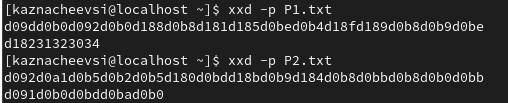 [kaznacheevsi@localhost ~]$ xxd -p P1.txt
d09dd0b0d092d0b0d188d0b8d181d185d0bed0b4d18fd189d0b8d0b9d0be
d18231323034
[kaznacheevsi@localhost ~]$ xxd -p P2.txt
d092d0a1d0b5d0b2d0b5d180d0bdd18bd0b9d184d0b8d0bbd0b8d0b0d0bb
d091d0b0d0bdd0bad0b0